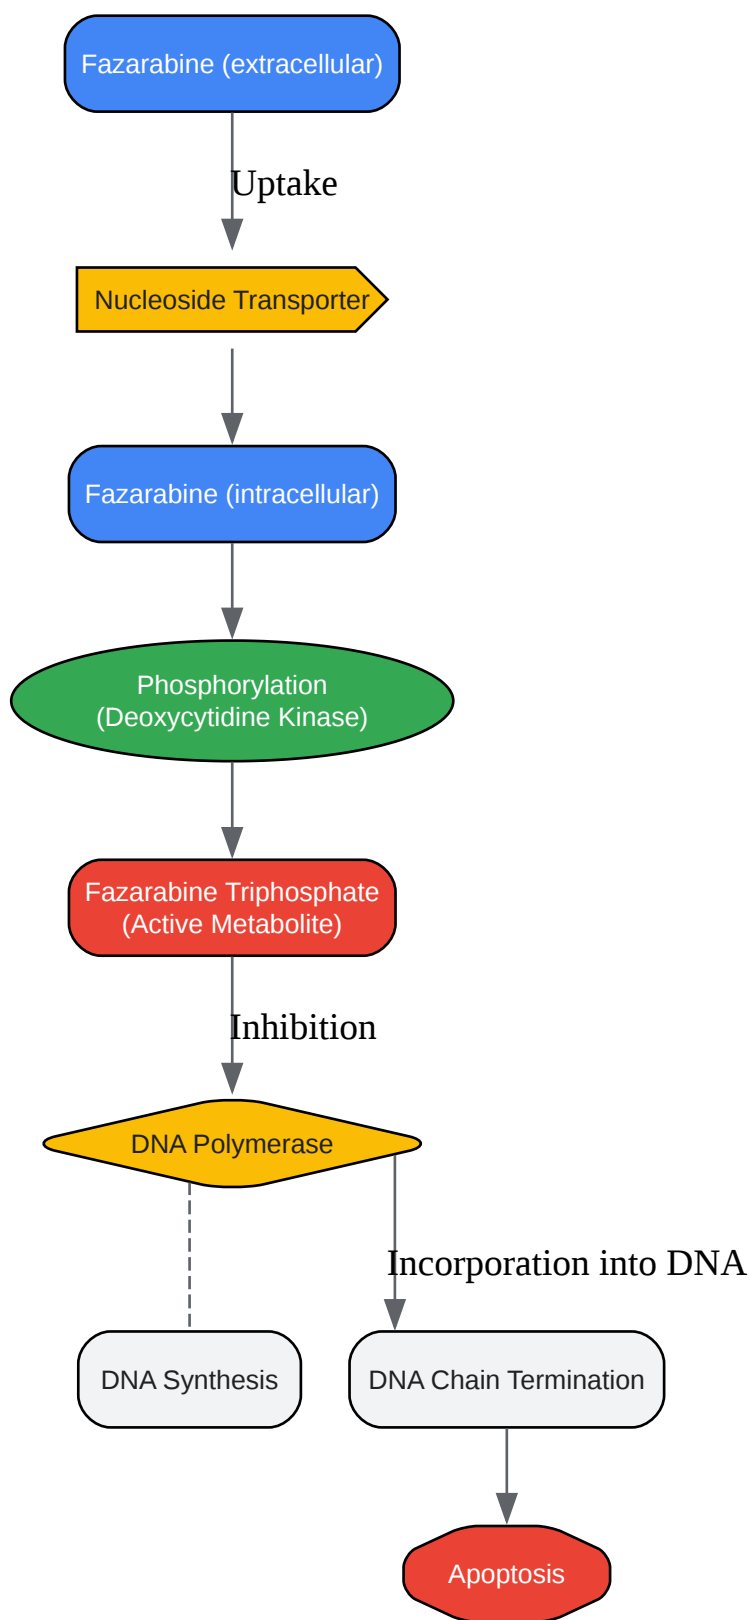 Fazarabine (extracellular)
Uptake
Nucleoside Transporter
Fazarabine (intracellular)
Phosphorylation
(Deoxycytidine Kinase)
Fazarabine Triphosphate
(Active Metabolite)
Inhibition
DNA Polymerase
Incorporation into DNA
DNA Synthesis
DNA Chain Termination
Apoptosis